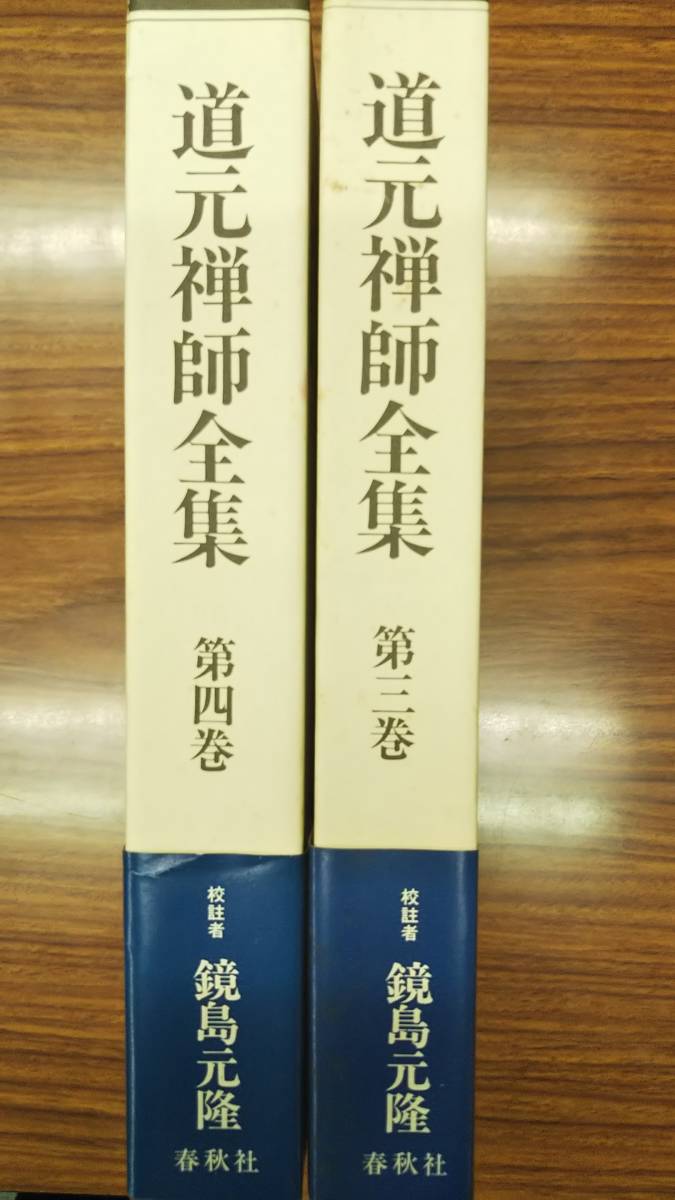 道元禅師全集
第三巻
校註者
鏡島元隆
春秋社
道元禅師全集
第四巻
校註者
鏡島元隆
春秋社